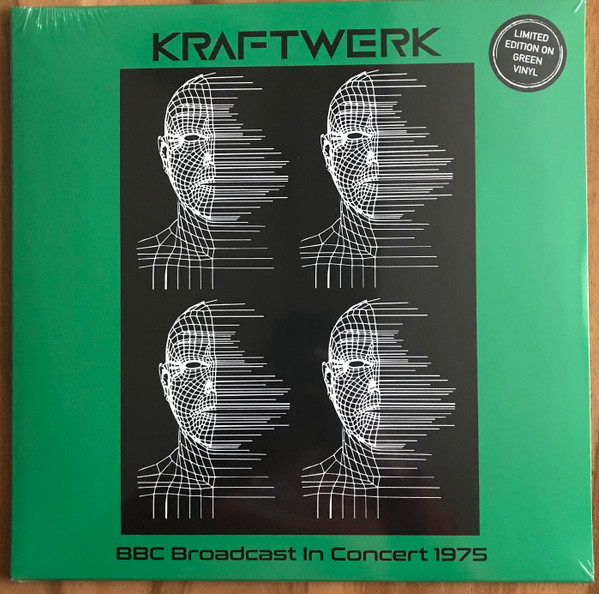 KRAFTWERK
LIMITED
EDITION ON
GREEN
VINYL
BBC Broadcast In Concert 1975